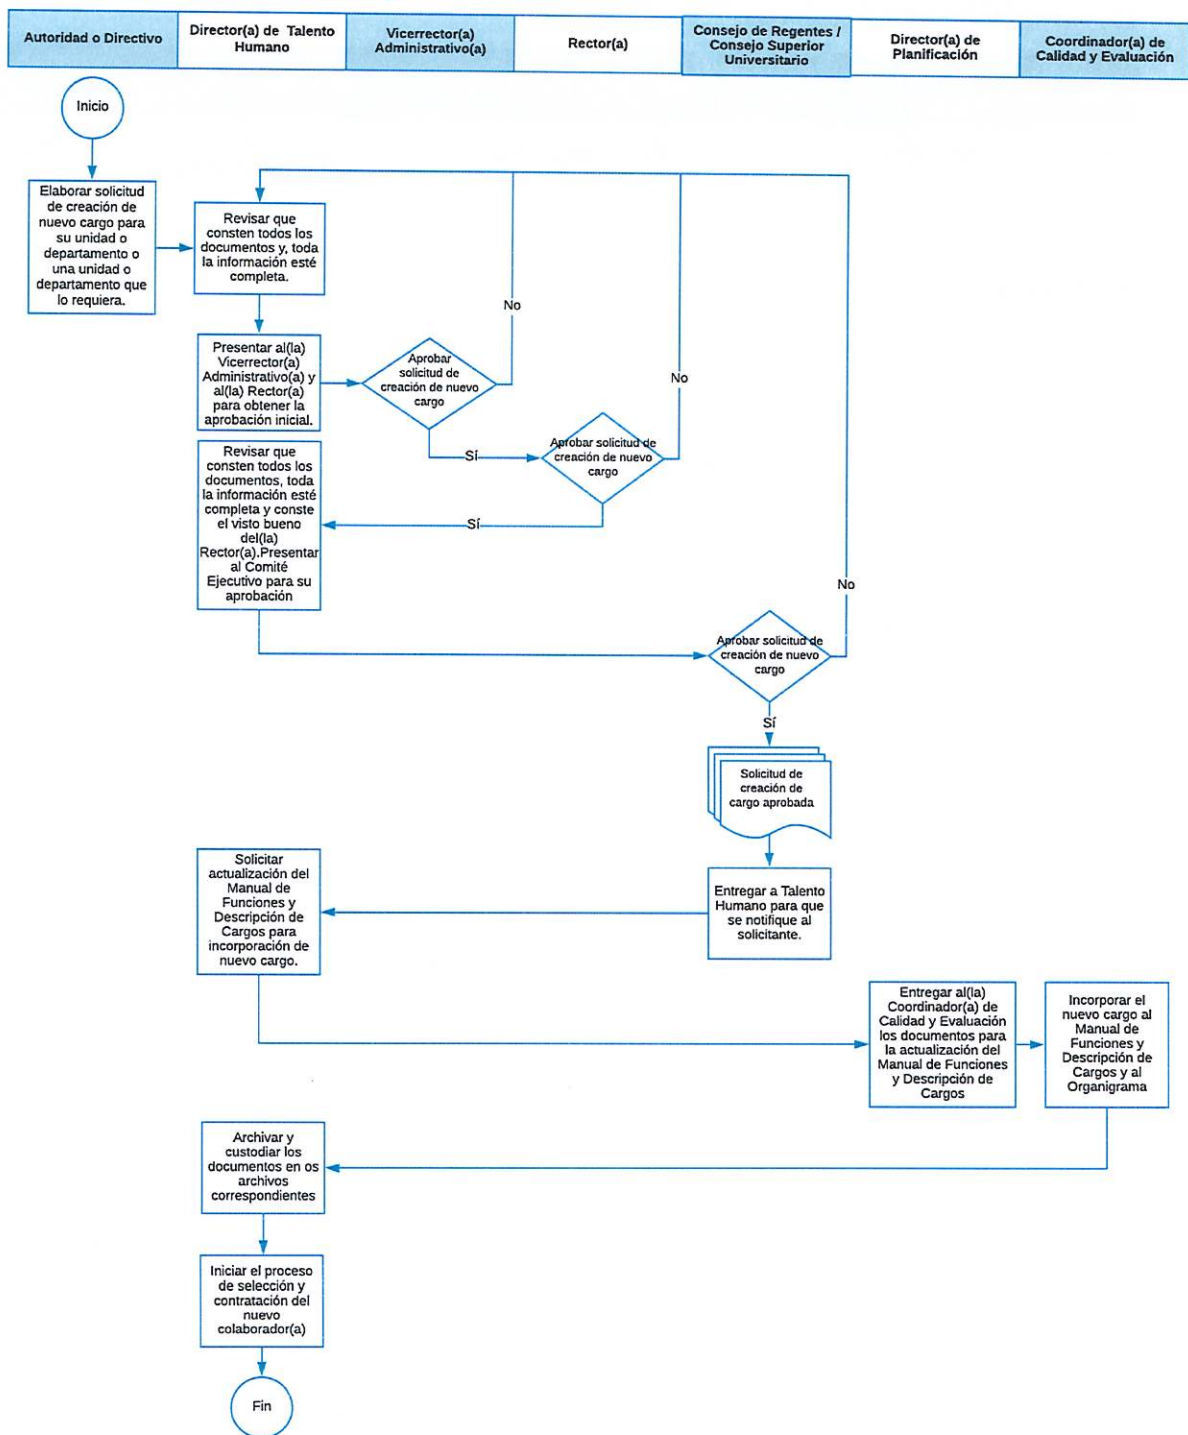 Autoridad o Directivo
Director(a) de Talento
Humano
Vicerrector(a)
Administrativo(a)
Rector(a)
Consejo de Regentes /
Consejo Superior
Universitario
Director(a) de
Planificación
Coordinador(a) de
Calidad y Evaluación
Inicio
Elaborar solicitud
de creación de
nuevo cargo para
su unidad o
departamento o
una unidad o
departamento que
lo requiera.
Revisar que
consten todos los
documentos y, toda
la información esté
completa.
No
Presentar al(la)
Vicerrector(a)
Administrativo(a) y
al(la) Rector(a)
para obtener la
aprobación inicial.
Aprobar
solicitud de
creación de nuevo
cargo
No
Sí
Aprobar solicitud de
creación de nuevo
cargo
Sí
Revisar que
consten todos los
documentos, toda
la información esté
completa y conste
el visto bueno
del(la)
Rector(a).Presentar
al Comité
Ejecutivo para su
aprobación
No
Aprobar solicitud de
creación de nuevo
cargo
Sí
Solicitud de
creación de
cargo aprobada
Entregar a Talento
Humano para que
se notifique al
solicitante.
Solicitar
actualización del
Manual de
Funciones y
Descripción de
Cargos para
incorporación de
nuevo cargo.
Entregar al(la)
Coordinador(a) de
Calidad y Evaluación
los documentos para
la actualización del
Manual de Funciones
y Descripción de
Cargos
Incorporar el
nuevo cargo al
Manual de
Funciones y
Descripción de
Cargos y al
Organigrama
Archivar y
custodiar los
documentos en os
archivos
correspondientes
Iniciar el proceso
de selección y
contratación del
nuevo
colaborador(a)
Fin